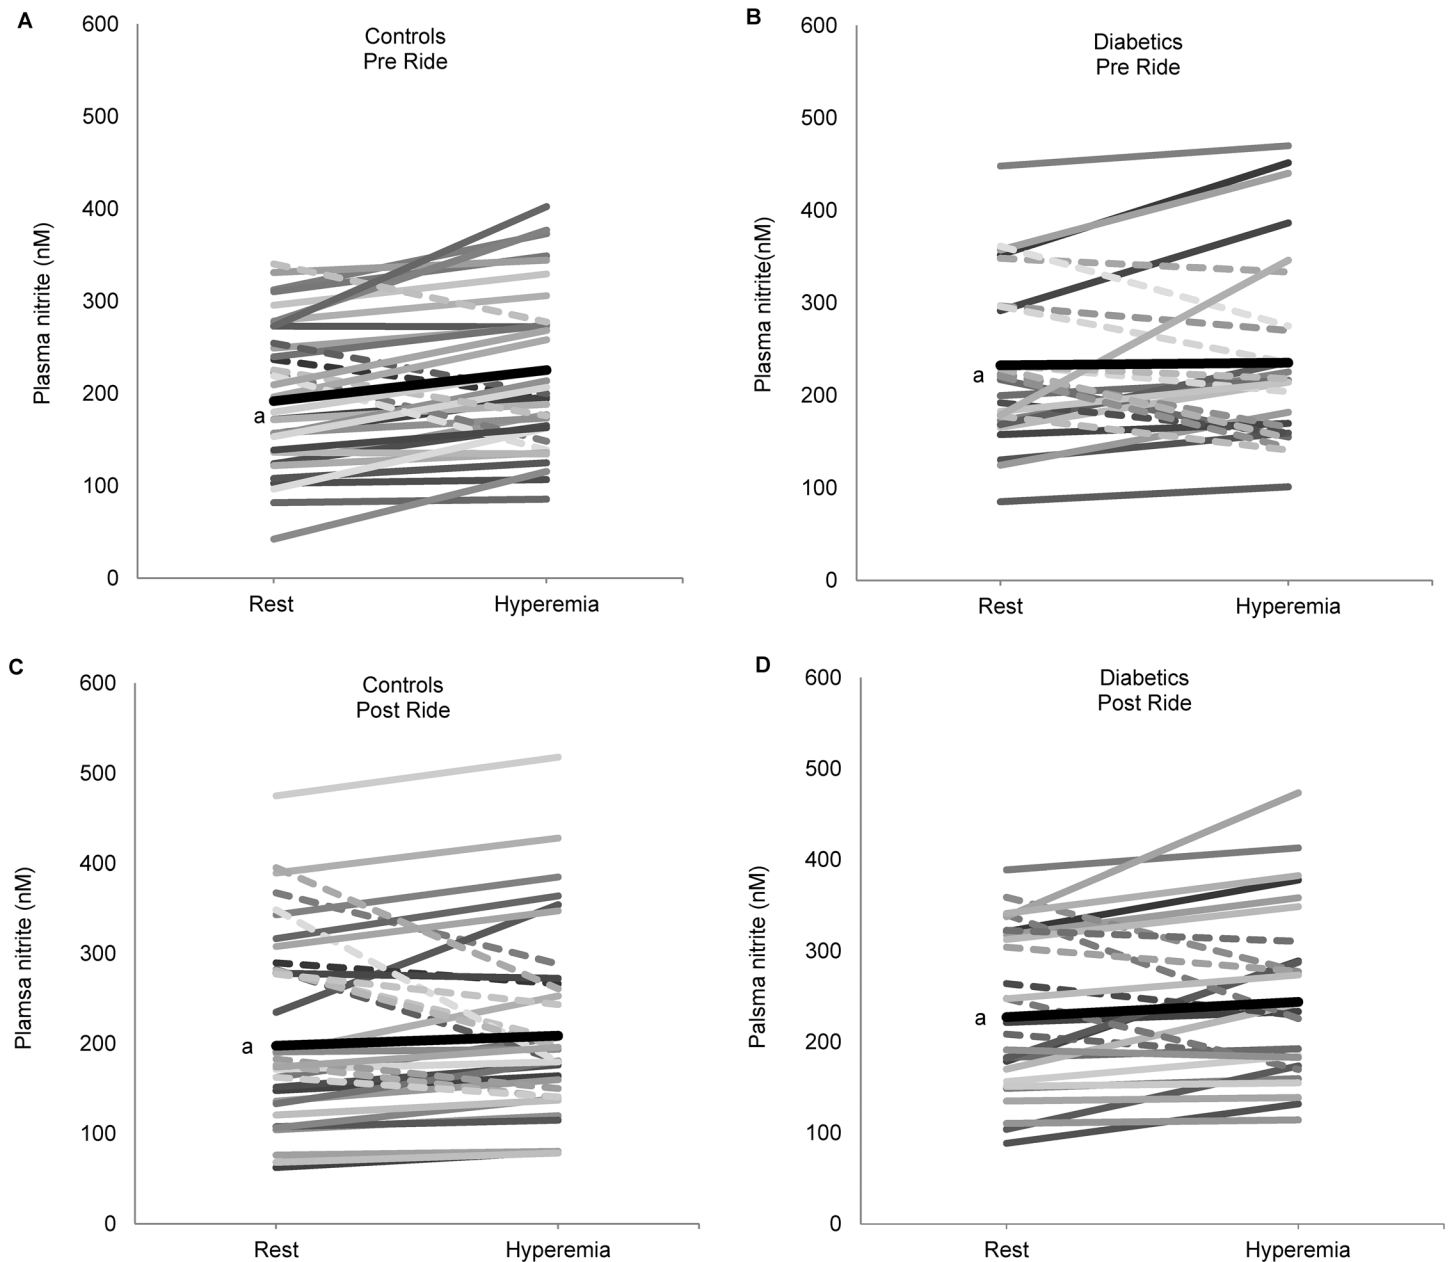 A
Controls
Pre Ride
Plasma nitrite (nM)
600
500
400
300
200
100
0
a
Rest
Hyperemia
B
Diabetics
Pre Ride
Plasma nitrite(nM)
600
500
400
300
200
100
0
a
Rest
Hyperemia
C
Controls
Post Ride
Plamsa nitrite (nM)
600
500
400
300
200
100
0
a
Rest
Hyperemia
D
Diabetics
Post Ride
Palsma nitrite (nM)
600
500
400
300
200
100
0
a
Rest
Hyperemia